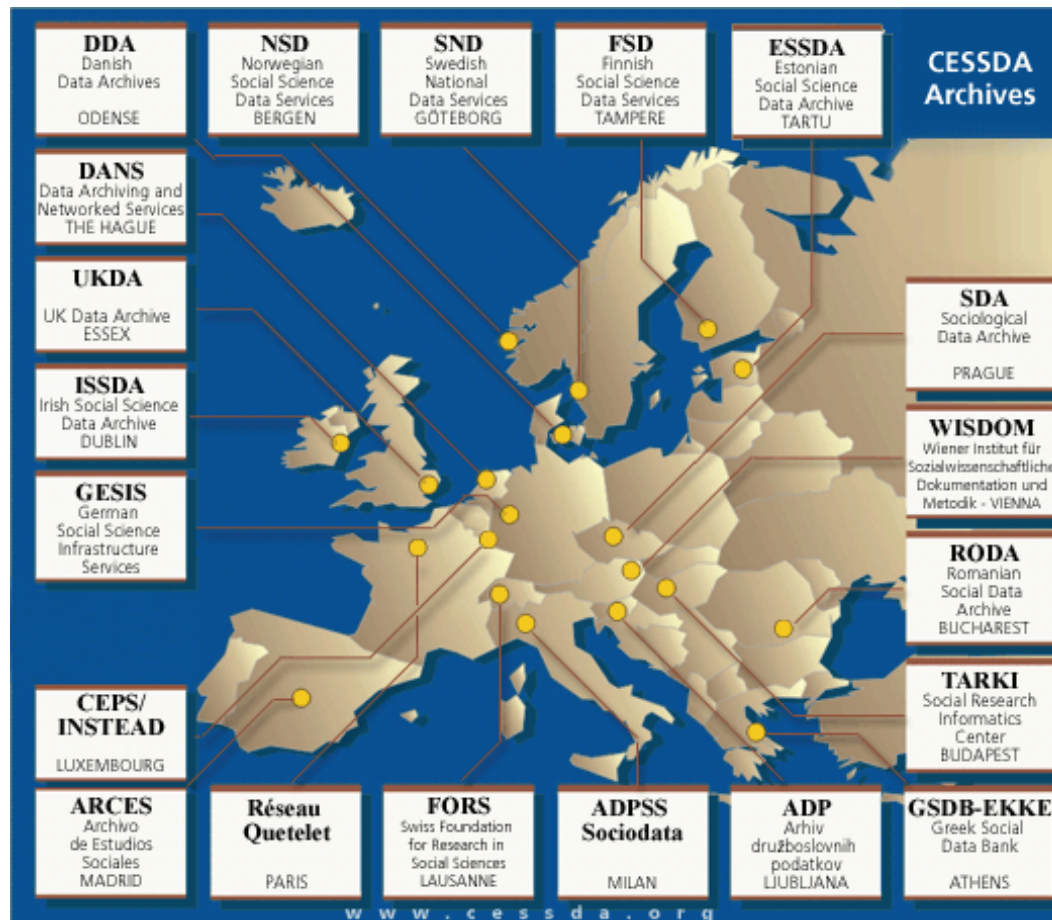 DDA
Danish
Data Archives
ODENSE
NSD
Norwegian
Social Science
Data Services
BERGEN
SND
Swedish
National
Data Services
GÖTEBORG
FSD
Finnish
Social Science
Data Services
TAMPERE
ESSDA
Estonian
Social Science
Data Archive
TARTU
CESSDA
Archives
DANS
Data Archiving and
Networked Services
THE HAGUE
UKDA
UK Data Archive
ESSEX
ISSDA
Irish Social Science
Data Archive
DUBLIN
GESIS
German
Social Science
Infrastructure
Services
SDA
Sociological
Data Archive
PRAGUE
WISDOM
Wiener Institut für
Sozialwissenschaftliche
Dokumentation und
Metodik - VIENNA
RODA
Romanian
Social Data
Archive
BUCHAREST
TARKI
Social Research
Informatics
Center
BUDAPEST
CEPS/
INSTEAD
LUXEMBOURG
ARCES
Archivo
de Estudios
Sociales
MADRID
Réseau
Quetelet
PARIS
FORS
Swiss Foundation
for Research in
Social Sciences
LAUSANNE
ADPSS
Sociodata
MILAN
ADP
Arhiv
družboslovnih
podatkov
LJUBLJANA
GSDB-EKKE
Greek Social
Data Bank
ATHENS
www.cessda.org